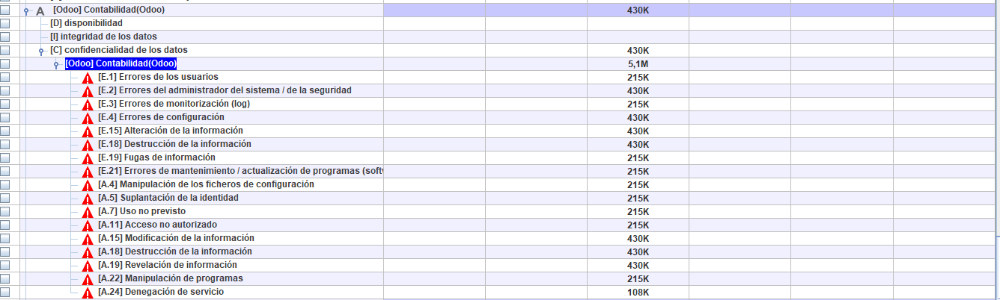 [Odoo] Contabilidad(Odoo) 430K
[D] disponibilidad
[I] integridad de los datos
[C] confidencialidad de los datos 430K
[Odoo] Contabilidad(Odoo) 5,1M
[E.1] Errores de los usuarios 215K
[E.2] Errores del administrador del sistema / de la seguridad 430K
[E.3] Errores de monitorización (log) 215K
[E.4] Errores de configuración 430K
[E.15] Alteración de la información 430K
[E.18] Destrucción de la información 430K
[E.19] Fugas de información 215K
[E.21] Errores de mantenimiento / actualización de programas (soft 215K
[A.4] Manipulación de los ficheros de configuración 215K
[A.5] Suplantación de la identidad 215K
[A.7] Uso no previsto 215K
[A.11] Acceso no autorizado 215K
[A.15] Modificación de la información 430K
[A.18] Destrucción de la información 430K
[A.19] Revelación de información 430K
[A.22] Manipulación de programas 215K
[A.24] Denegación de servicio 108K